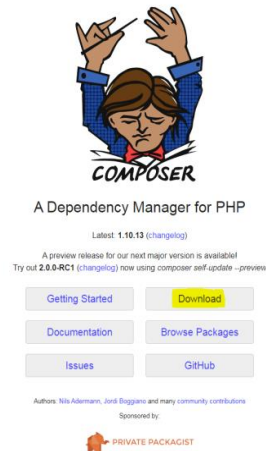 COMPOSER
A Dependency Manager for PHP
Latest: 1.10.13 (changelog)
A preview release for our next major version is available!
Try out 2.0.0-RC1 (changelog) now using composer self-update --preview
Getting Started
Download
Documentation
Browse Packages
Issues
GitHub
Authors: Nils Adermann, Jordi Boggiano and many community contributions
Sponsored by:
PRIVATE PACKAGIST